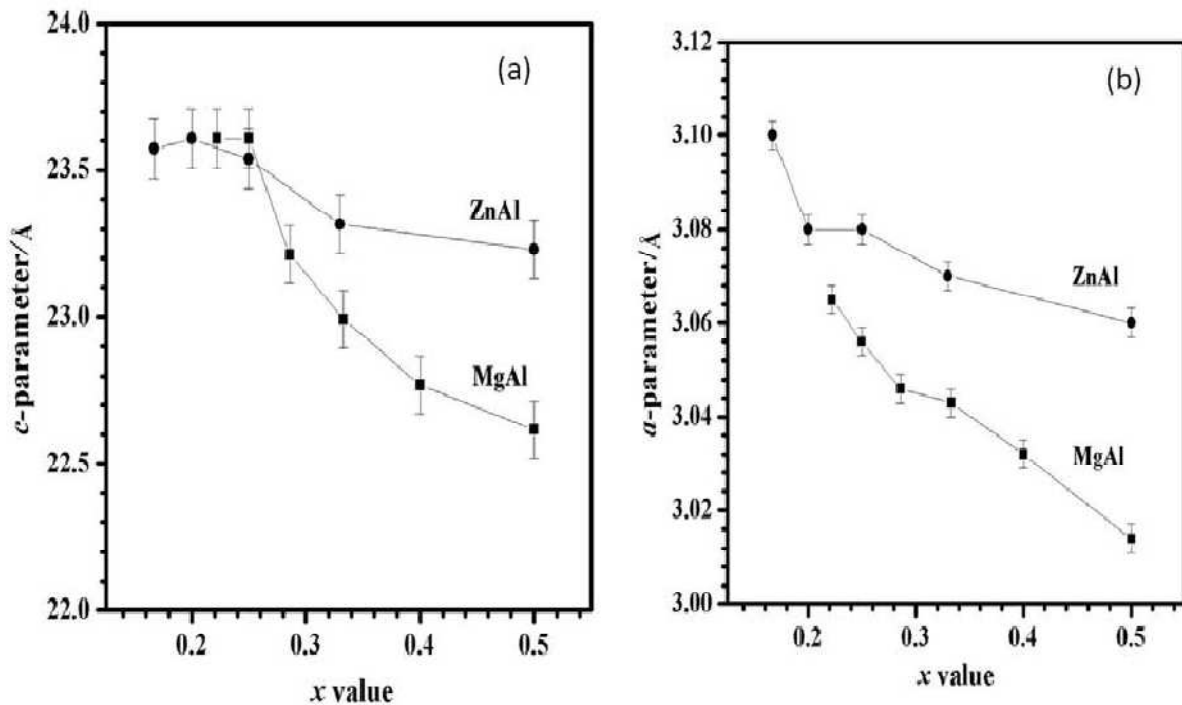 24.0
(a)
23.5
ZnAl
23.0
MgAl
22.5
22.0
0.2 0.3 0.4 0.5
x value
c-parameter/Å
3.12
(b)
3.10
3.08
ZnAl
3.06
3.04
MgAl
3.02
3.00
0.2 0.3 0.4 0.5
x value
a-parameter/Å